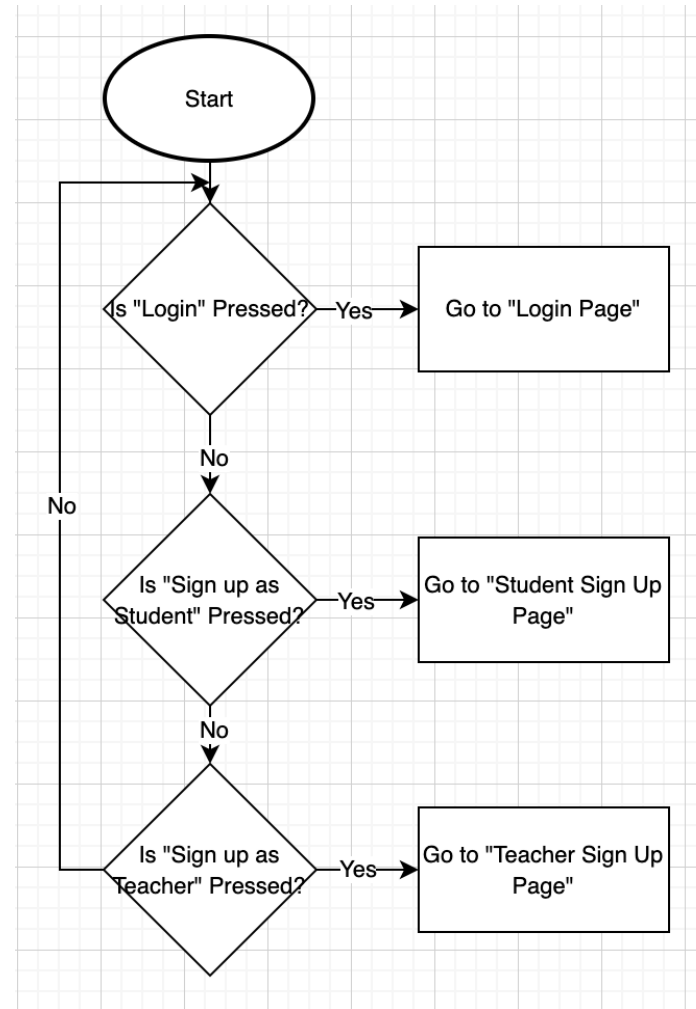 Start
Is "Login" Pressed?
Yes
Go to "Login Page"
No
No
Is "Sign up as
Student" Pressed?
Yes
Go to "Student Sign Up
Page"
No
Is "Sign up as
Teacher" Pressed?
Yes
Go to "Teacher Sign Up
Page"